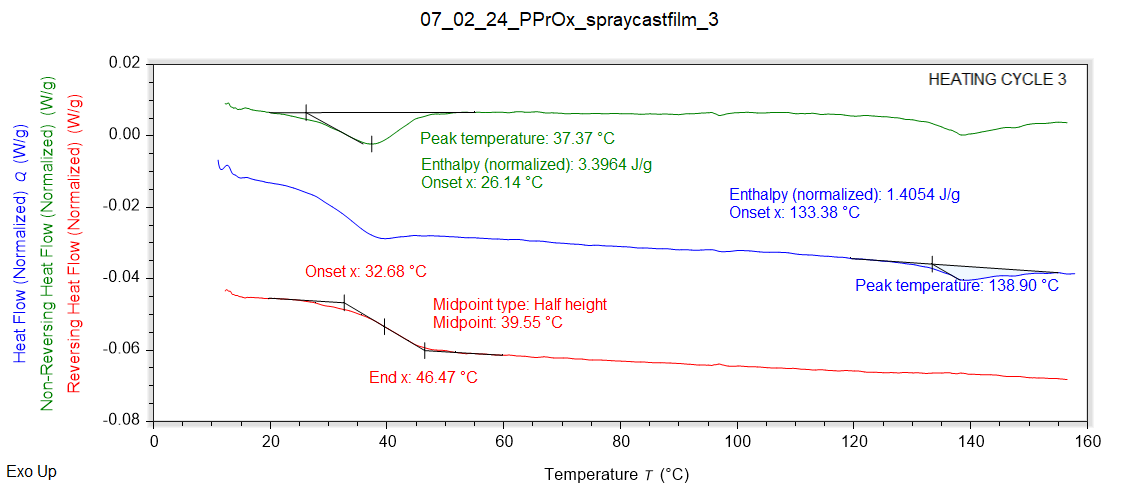 07_02_24_PPrOx_spraycastfilm_3
HEATING CYCLE 3
Heat Flow (Normalized) Q (W/g)
Non-Reversing Heat Flow (Normalized) (W/g)
Reversing Heat Flow (Normalized) (W/g)
0.02
0.00
-0.02
-0.04
-0.06
-0.08
Peak temperature: 37.37 °C
Enthalpy (normalized): 3.3964 J/g
Onset x: 26.14 °C
Enthalpy (normalized): 1.4054 J/g
Onset x: 133.38 °C
Onset x: 32.68 °C
Peak temperature: 138.90 °C
Midpoint type: Half height
Midpoint: 39.55 °C
End x: 46.47 °C
0 20 40 60 80 100 120 140 160
Exo Up
Temperature T (°C)